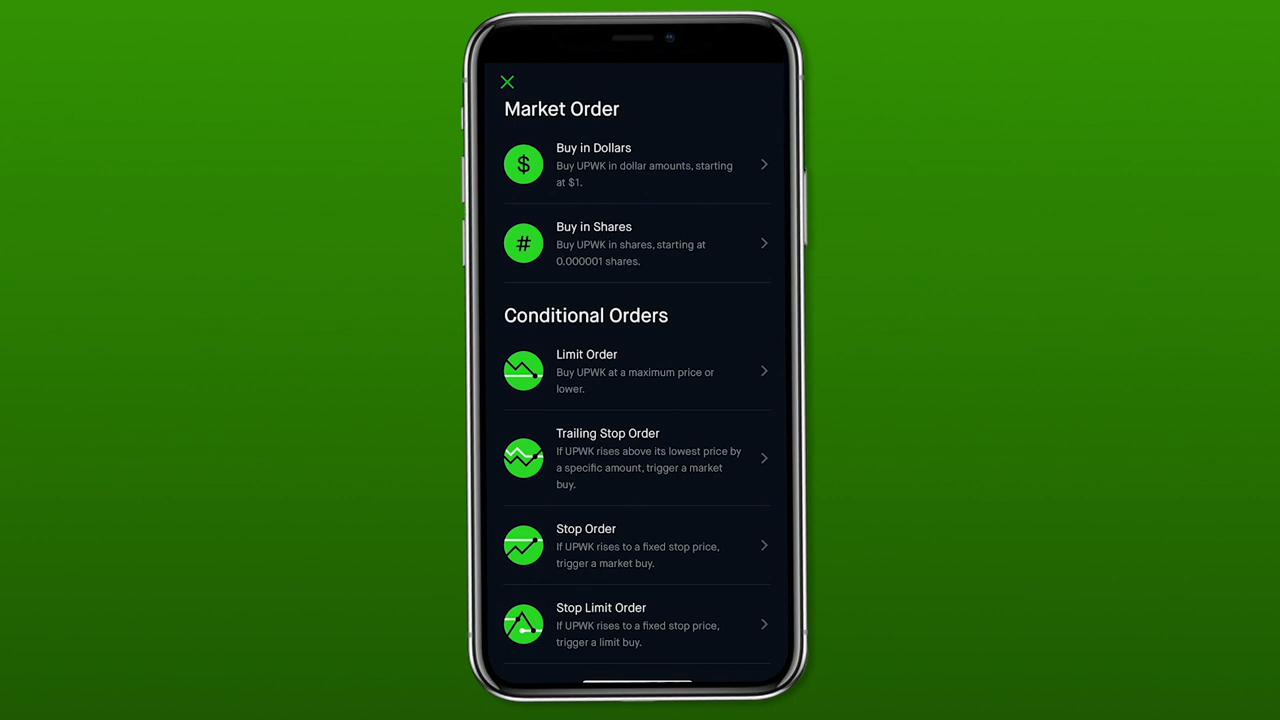 Market Order
$
Buy in Dollars
Buy UPWK in dollar amounts, starting
at $1.
#
Buy in Shares
Buy UPWK in shares, starting at
0.000001 shares.
Conditional Orders
Limit Order
Buy UPWK at a maximum price or
lower.
Trailing Stop Order
If UPWK rises above its lowest price by
a specific amount, trigger a market
buy.
Stop Order
If UPWK rises to a fixed stop price,
trigger a market buy.
Stop Limit Order
If UPWK rises to a fixed stop price,
trigger a limit buy.